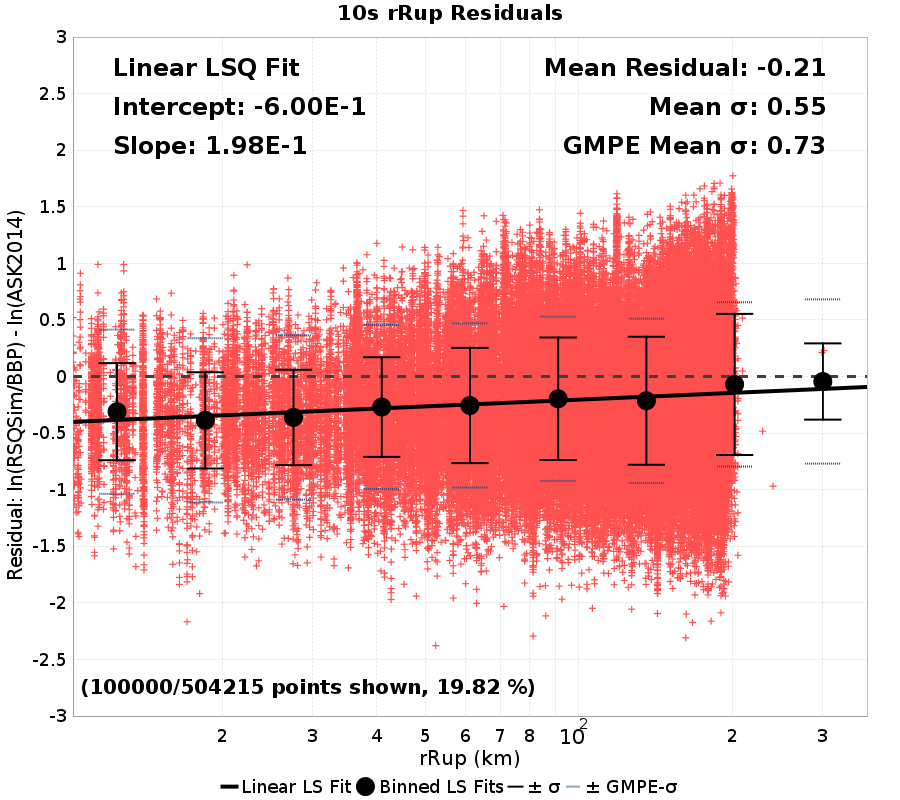 10s rRup Residuals
Linear LSQ Fit
Intercept: -6.00E-1
Slope: 1.98E-1
Mean Residual: -0.21
Mean σ: 0.55
GMPE Mean σ: 0.73
Residual: ln(RSQSim/BBP) - ln(ASK2014)
3
2.5
2
1.5
1
0.5
0
-0.5
-1
-1.5
-2
-2.5
-3
(100000/504215 points shown, 19.82 %)
2 3 4 5 6 7 8 10² 2 3
rRup (km)
Linear LS Fit Binned LS Fits ± σ ± GMPE-σ